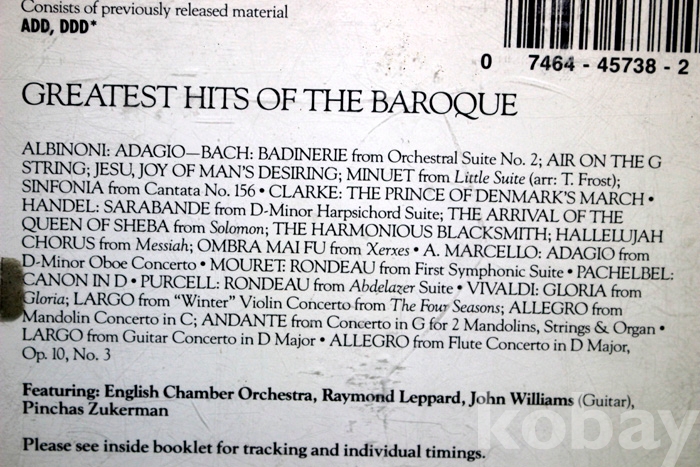 Consists of previously released material
ADD, DDD*
0 7464 - 45738 - 2
GREATEST HITS OF THE BAROQUE
ALBINONI: ADAGIO—BACH: BADINERIE from Orchestral Suite No. 2; AIR ON THE G
STRING; JESU, JOY OF MAN'S DESIRING; MINUET from Little Suite (arr: T. Frost);
SINFONIA from Cantata No. 156 • CLARKE: THE PRINCE OF DENMARK'S MARCH •
HANDEL: SARABANDE from D-Minor Harpsichord Suite; THE ARRIVAL OF THE
QUEEN OF SHEBA from Solomon; THE HARMONIOUS BLACKSMITH; HALLELUJAH
CHORUS from Messiah; OMBRA MAI FU from Xerxes • A. MARCELLO: ADAGIO from
D-Minor Oboe Concerto • MOURET: RONDEAU from First Symphonic Suite • PACHELBEL:
CANON IN D • PURCELL: RONDEAU from Abdelazer Suite • VIVALDI: GLORIA from
Gloria; LARGO from "Winter" Violin Concerto from The Four Seasons; ALLEGRO from
Mandolin Concerto in C; ANDANTE from Concerto in G for 2 Mandolins, Strings & Organ •
LARGO from Guitar Concerto in D Major • ALLEGRO from Flute Concerto in D Major,
Op. 10, No. 3
Featuring: English Chamber Orchestra, Raymond Leppard, John Williams (Guitar),
Pinchas Zukerman
Please see inside booklet for tracking and individual timings.
kobay